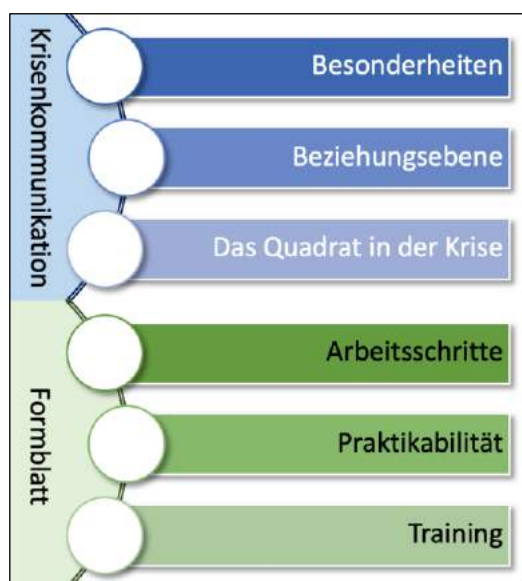 Krisenkommunikation
Besonderheiten
Beziehungsebene
Das Quadrat in der Krise
Formblatt
Arbeitsschritte
Praktikabilität
Training